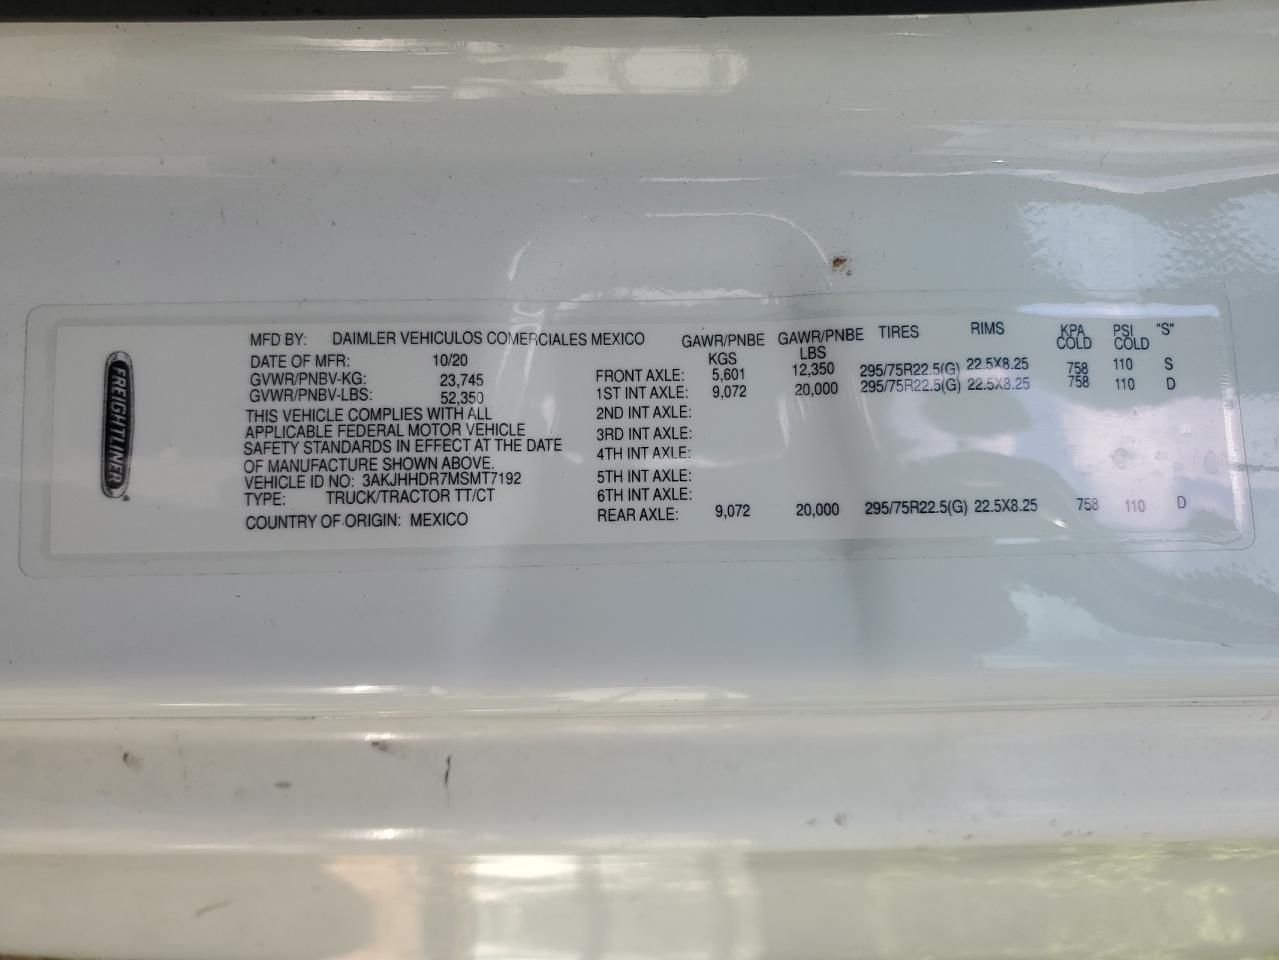 FREIGHTLINER
MFD BY: DAIMLER VEHICULOS COMERCIALES MEXICO
DATE OF MFR: 10/20
GVWR/PNBV-KG: 23,745
GVWR/PNBV-LBS: 52,350
THIS VEHICLE COMPLIES WITH ALL
APPLICABLE FEDERAL MOTOR VEHICLE
SAFETY STANDARDS IN EFFECT AT THE DATE
OF MANUFACTURE SHOWN ABOVE.
VEHICLE ID NO: 3AKJHHDR7MSMT7192
TYPE: TRUCK/TRACTOR TT/CT
COUNTRY OF ORIGIN: MEXICO
GAWR/PNBE GAWR/PNBE TIRES RIMS KPA PSI "S"
KGS LBS COLD COLD
FRONT AXLE: 5,601 12,350 295/75R22.5(G) 22.5X8.25 758 110 S
1ST INT AXLE: 9,072 20,000 295/75R22.5(G) 22.5X8.25 758 110 D
2ND INT AXLE:
3RD INT AXLE:
4TH INT AXLE:
5TH INT AXLE:
6TH INT AXLE:
REAR AXLE: 9,072 20,000 295/75R22.5(G) 22.5X8.25 758 110 D